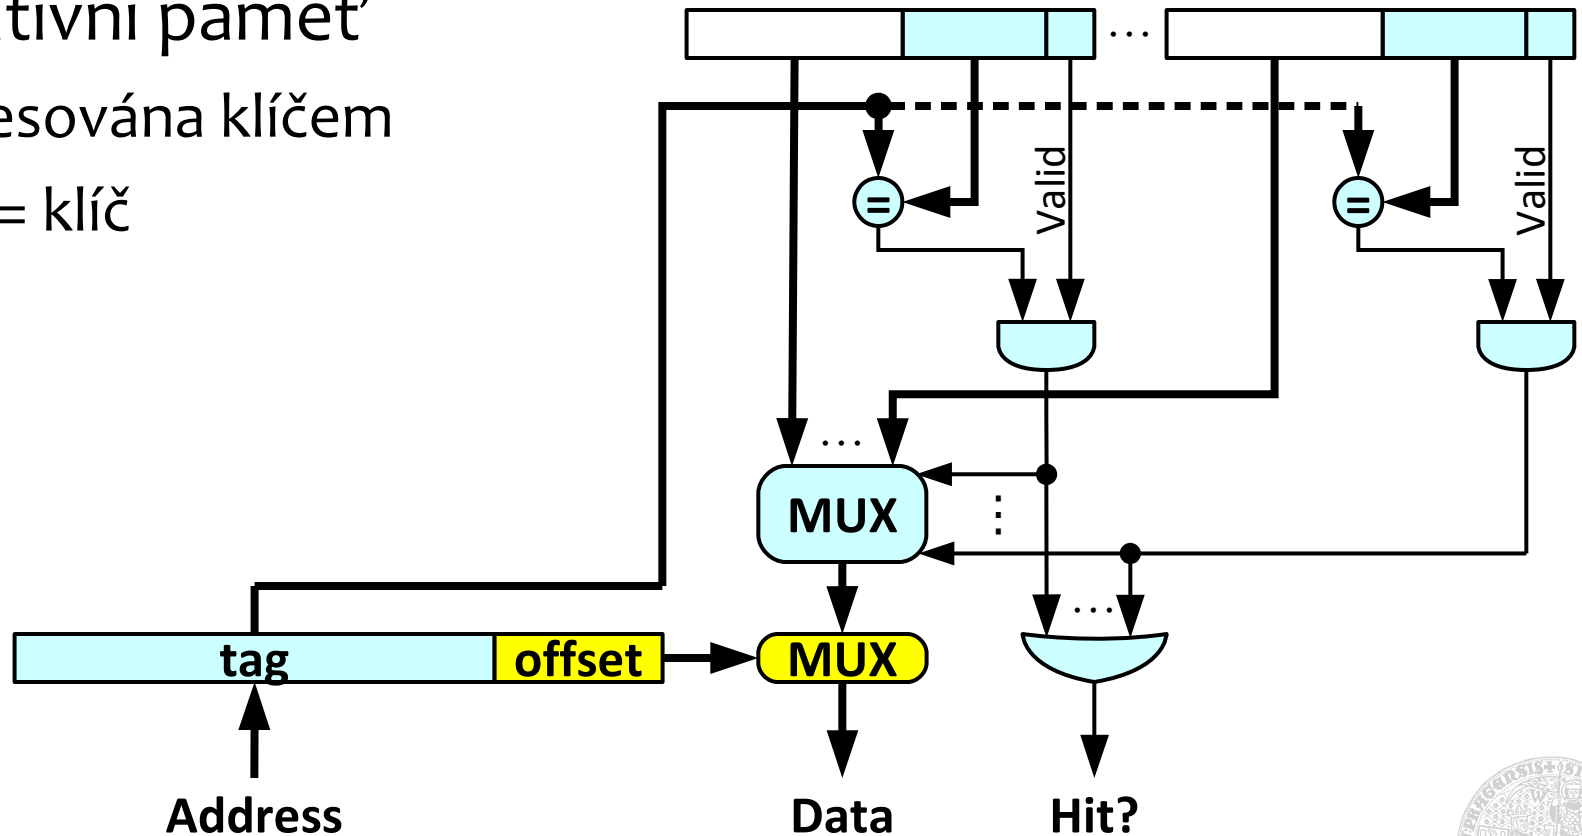 tivní paměť
esována klíčem
= klíč
...
=
Valid
=
Valid
...
MUX
...
...
tag
offset
MUX
Address
Data
Hit?